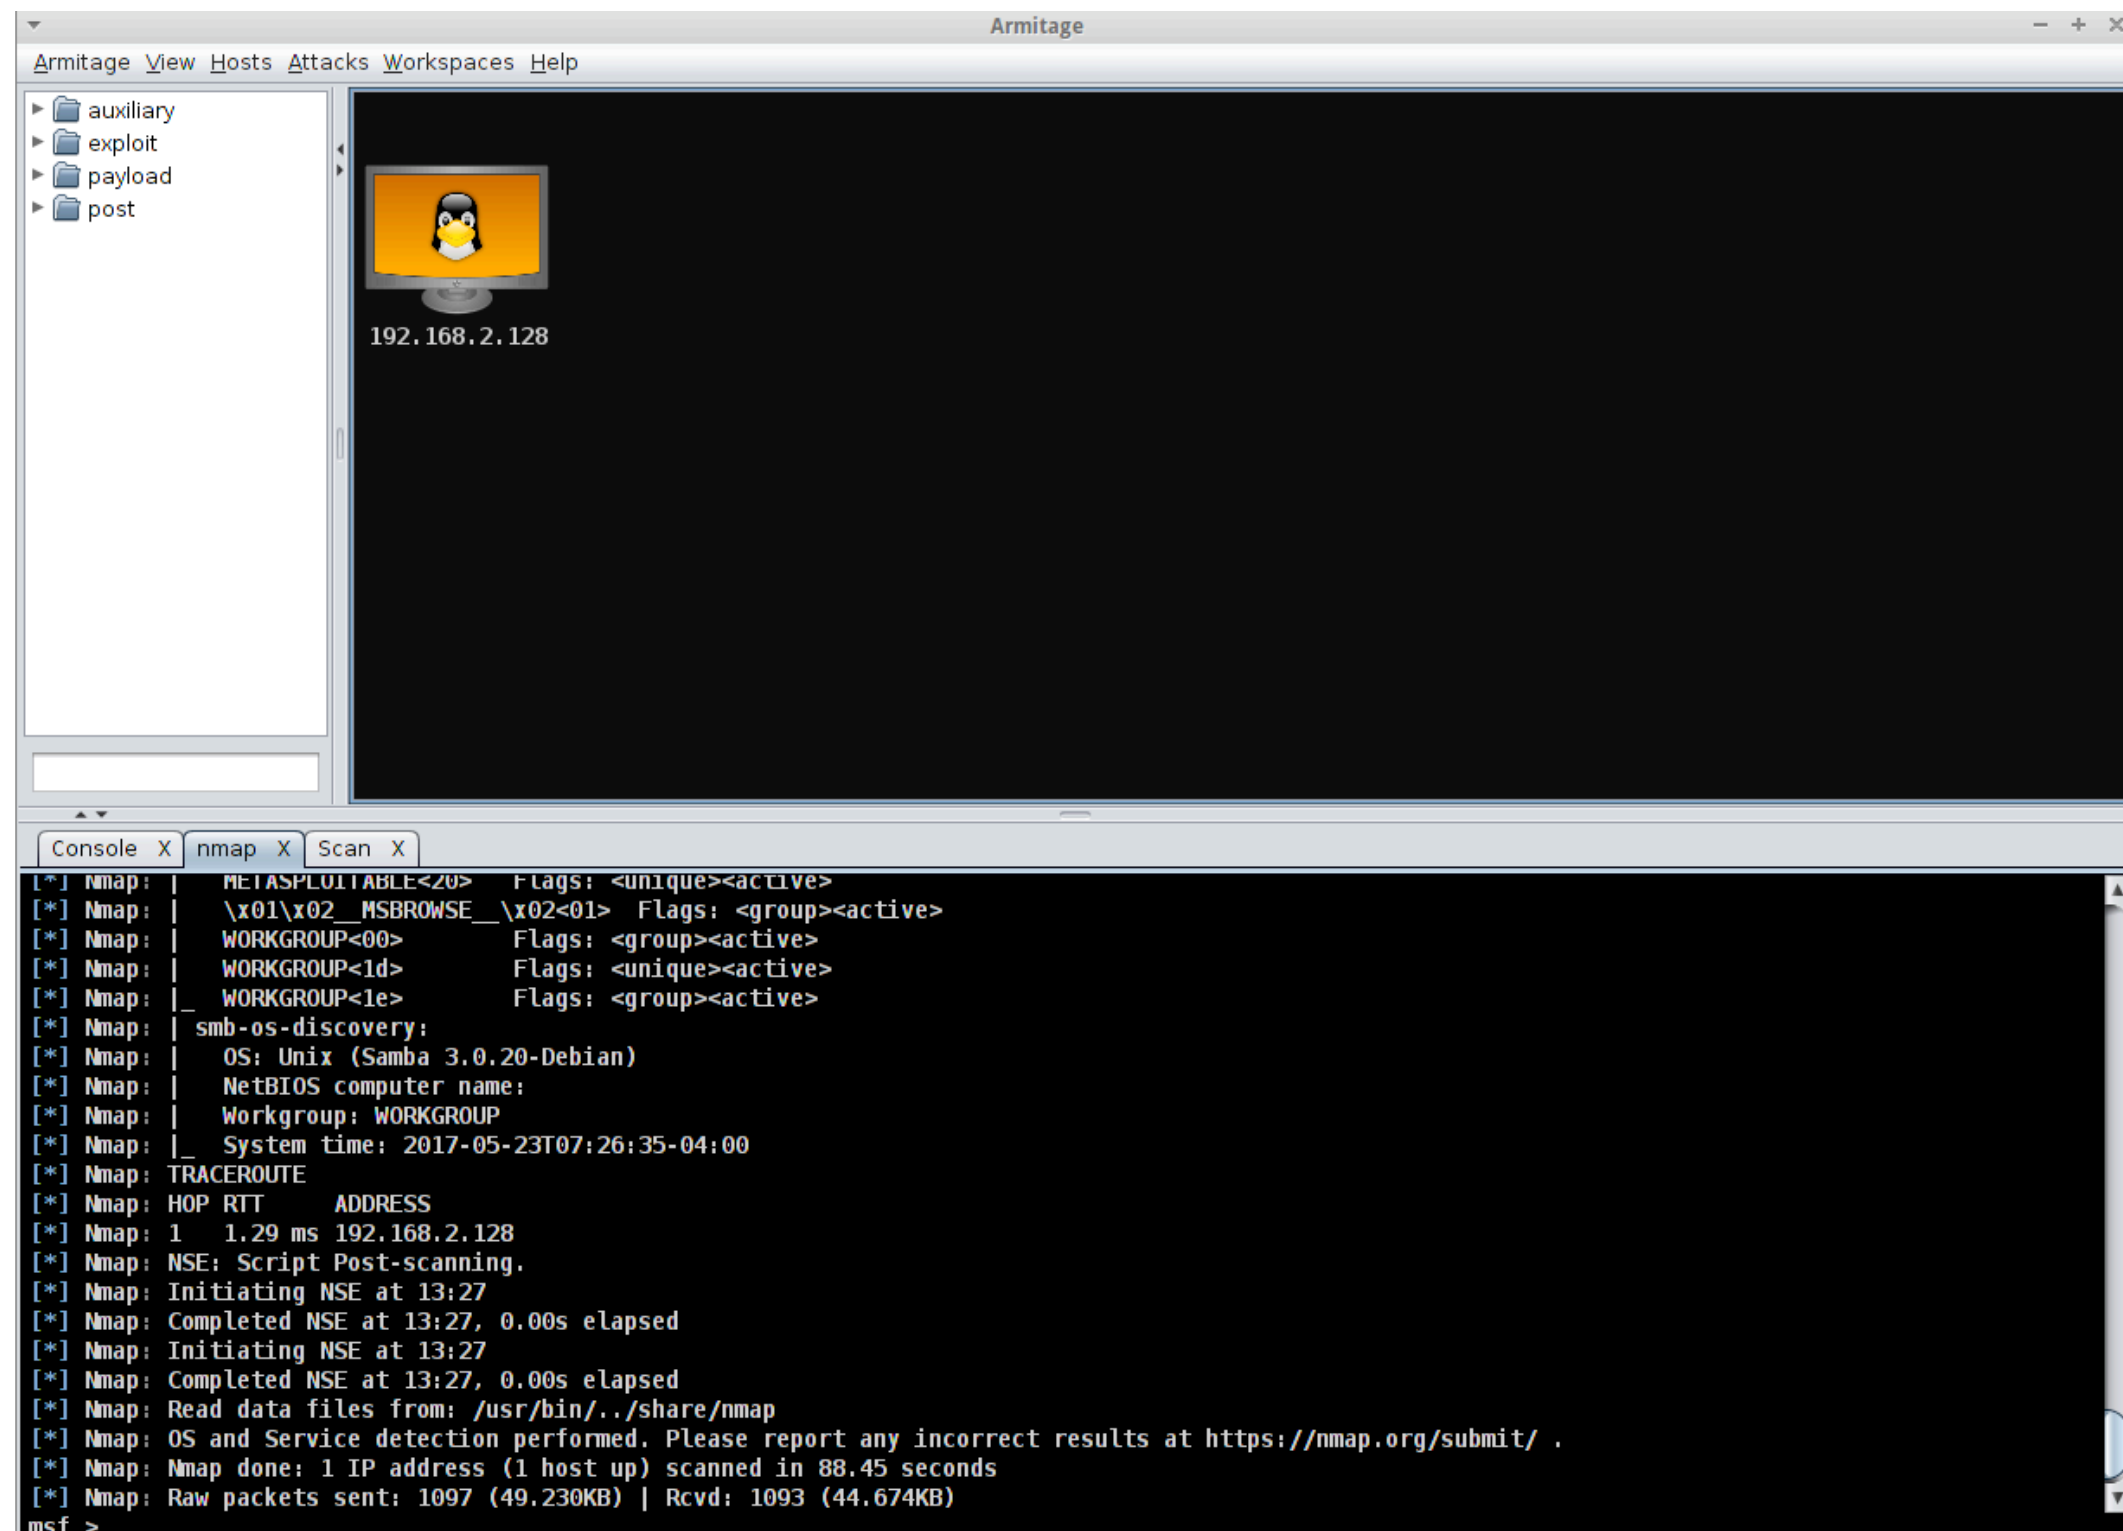 Armitage
Armitage View Hosts Attacks Workspaces Help
auxiliary
exploit
payload
post
192.168.2.128
Console X nmap X Scan X
[*] Nmap: |   METASPLOITABLE<20>   Flags: <unique><active>
[*] Nmap: |   \x01\x02__MSBROWSE__\x02<01>  Flags: <group><active>
[*] Nmap: |   WORKGROUP<00>        Flags: <group><active>
[*] Nmap: |   WORKGROUP<1d>        Flags: <unique><active>
[*] Nmap: |_  WORKGROUP<1e>        Flags: <group><active>
[*] Nmap: | smb-os-discovery:
[*] Nmap: |   OS: Unix (Samba 3.0.20-Debian)
[*] Nmap: |   NetBIOS computer name:
[*] Nmap: |   Workgroup: WORKGROUP
[*] Nmap: |_  System time: 2017-05-23T07:26:35-04:00
[*] Nmap: TRACEROUTE
[*] Nmap: HOP RTT     ADDRESS
[*] Nmap: 1   1.29 ms 192.168.2.128
[*] Nmap: NSE: Script Post-scanning.
[*] Nmap: Initiating NSE at 13:27
[*] Nmap: Completed NSE at 13:27, 0.00s elapsed
[*] Nmap: Initiating NSE at 13:27
[*] Nmap: Completed NSE at 13:27, 0.00s elapsed
[*] Nmap: Read data files from: /usr/bin/../share/nmap
[*] Nmap: OS and Service detection performed. Please report any incorrect results at https://nmap.org/submit/ .
[*] Nmap: Nmap done: 1 IP address (1 host up) scanned in 88.45 seconds
[*] Nmap: Raw packets sent: 1097 (49.230KB) | Rcvd: 1093 (44.674KB)
msf >